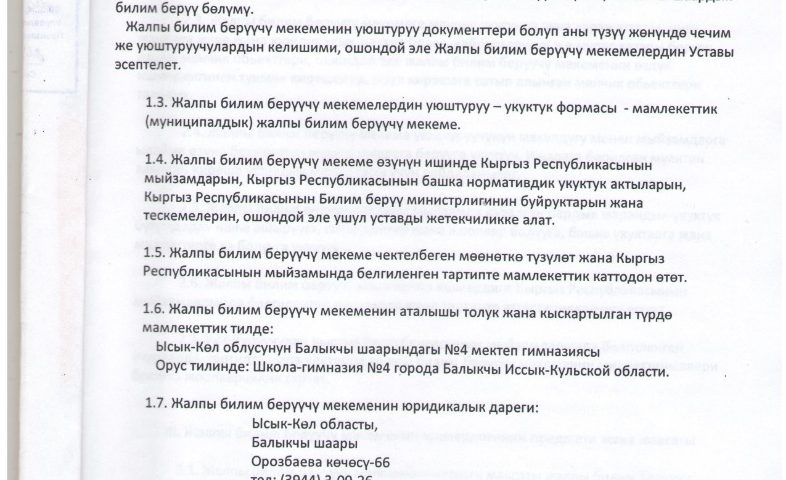 билим берүү бөлүмү.
Жалпы билим берүүчү мекеменин уюштуруу документтери болуп аны түзүү жөнүндө чечим
же уюштуруучулардын келишими, ошондой эле Жалпы билим берүүчү мекемелердин Уставы
эсептелет.
1.3. Жалпы билим берүүчү мекемелердин уюштуруу – укуктук формасы - мамлекеттик
(муниципалдык) жалпы билим берүүчү мекеме.
1.4. Жалпы билим берүүчү мекеме өзүнүн ишинде Кыргыз Республикасынын
мыйзамдарын, Кыргыз Республикасынын башка нормативдик укуктук актыларын,
Кыргыз Республикасынын Билим берүү министрлигинин буйруктарын жана
тескемелерин, ошондой эле ушул уставды жетекчиликке алат.
1.5. Жалпы билим берүүчү мекеме чектелбеген мөөнөткө түзүлөт жана Кыргыз
Республикасынын мыйзамында белгиленген тартипте мамлекеттик каттодон өтөт.
1.6. Жалпы билим берүүчү мекеменин аталышы толук жана кыскартылган түрдө
мамлекеттик тилде:
Ысык-Көл облусунун Балыкчы шаарындагы №4 мектеп гимназиясы
Орус тилинде: Школа-гимназия №4 города Балыкчы Иссык-Кульской области.
1.7. Жалпы билим берүүчү мекеменин юридикалык дареги:
Ысык-Көл областы,
Балыкчы шаары
Орозбаева көчөсү-66
тел: (3944) 3-00-26